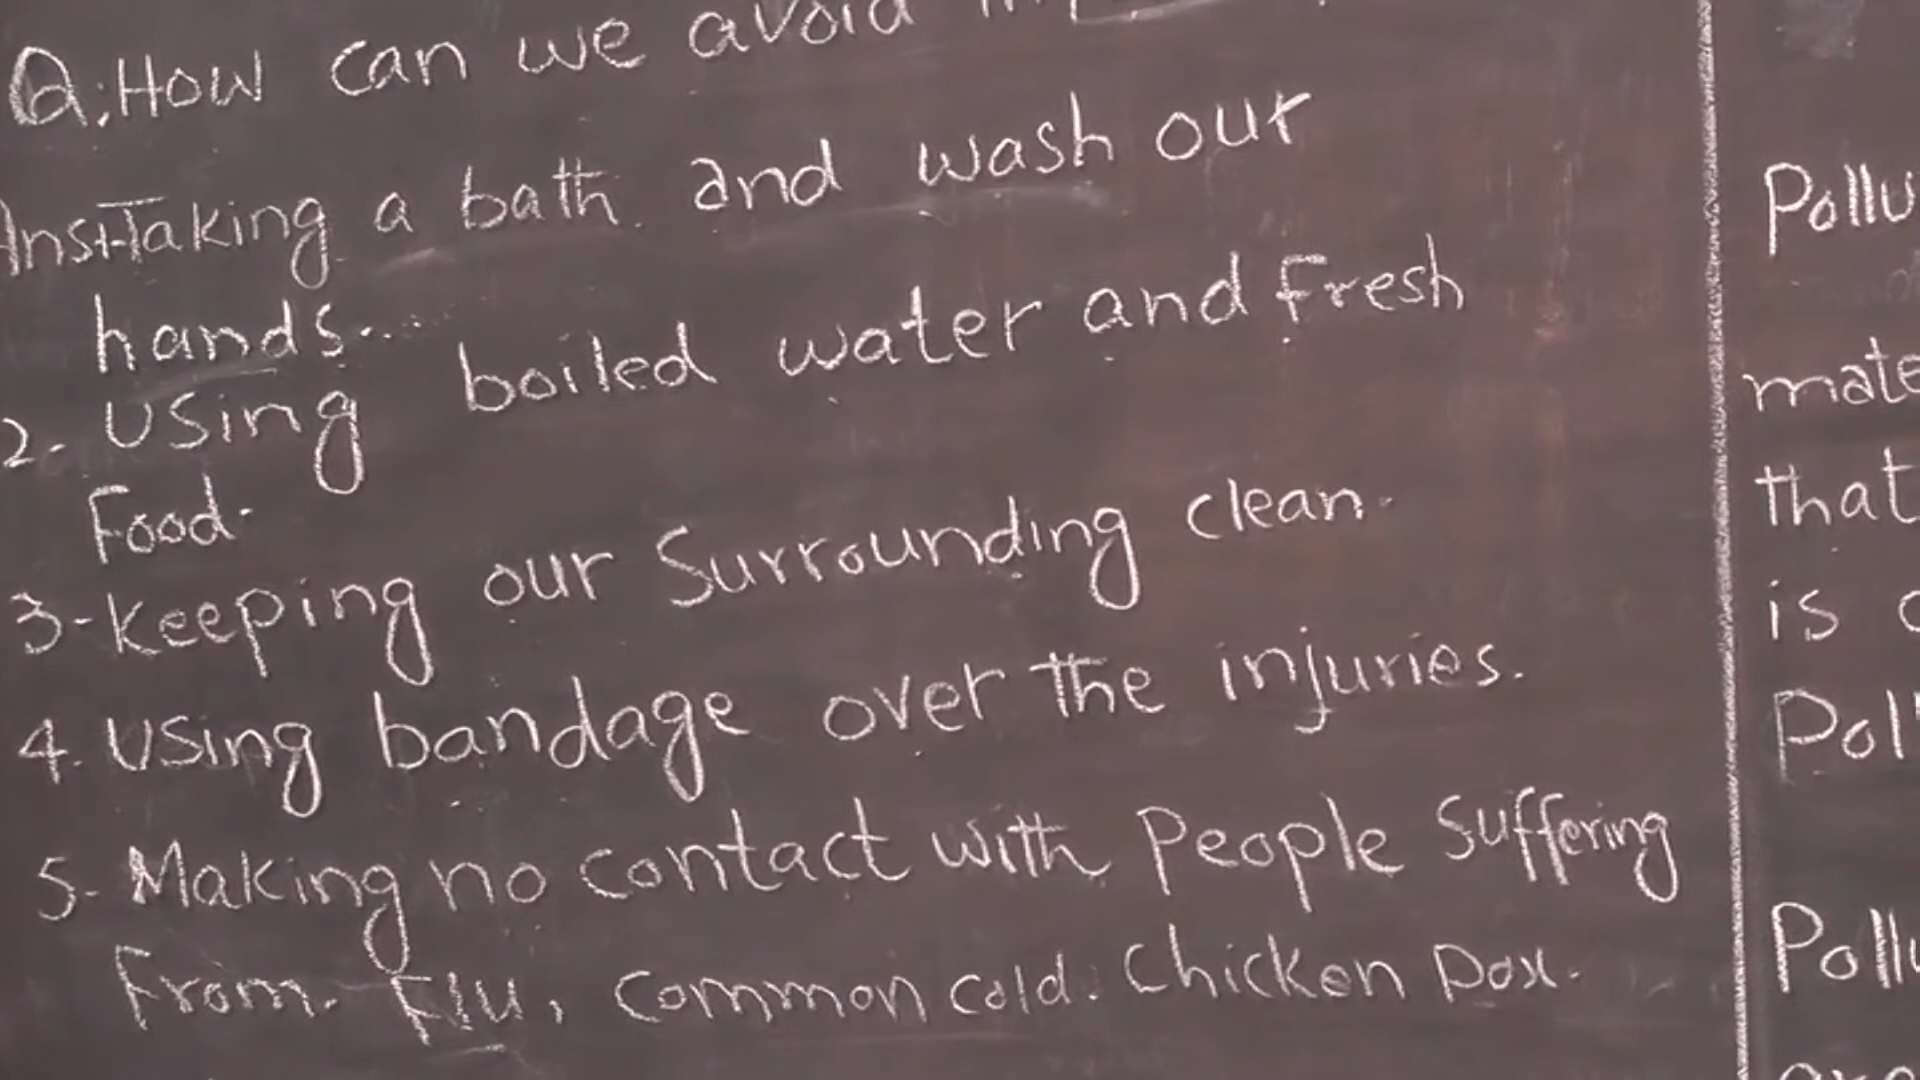 Q:How can we avoid
Ans:-Taking a bath and wash our
hands..
2- Using boiled water and fresh
Food.
3-Keeping our Surrounding clean.
4. Using bandage over the injuries.
5- Making no contact with People Suffering
From. Flu, Common cold. Chicken Pox.
Pollu
mate
that
is
Pol
Pollu